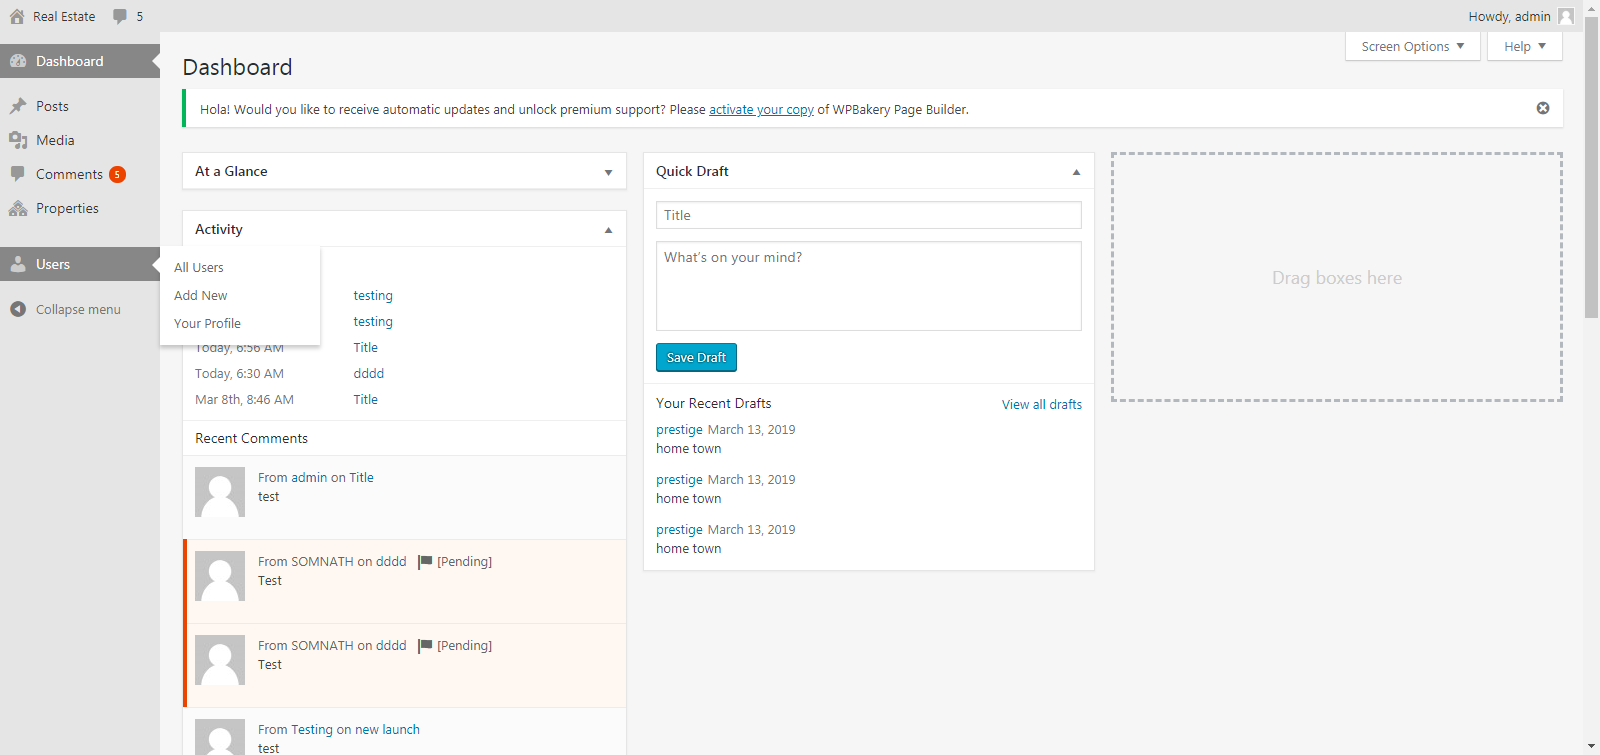 Real Estate 5
Howdy, admin
Screen Options
Help
Dashboard
Posts
Media
Comments 5
Properties
Users
Collapse menu
All Users
Add New
Your Profile
Dashboard
Hola! Would you like to receive automatic updates and unlock premium support? Please activate your copy of WPBakery Page Builder.
At a Glance
Activity
testing
testing
Today, 6:56 AM Title
Today, 6:30 AM dddd
Mar 8th, 8:46 AM Title
Recent Comments
From admin on Title
test
From SOMNATH on dddd [Pending]
Test
From SOMNATH on dddd [Pending]
Test
From Testing on new launch
test
Quick Draft
Title
What's on your mind?
Save Draft
Your Recent Drafts View all drafts
prestige March 13, 2019
home town
prestige March 13, 2019
home town
prestige March 13, 2019
home town
Drag boxes here